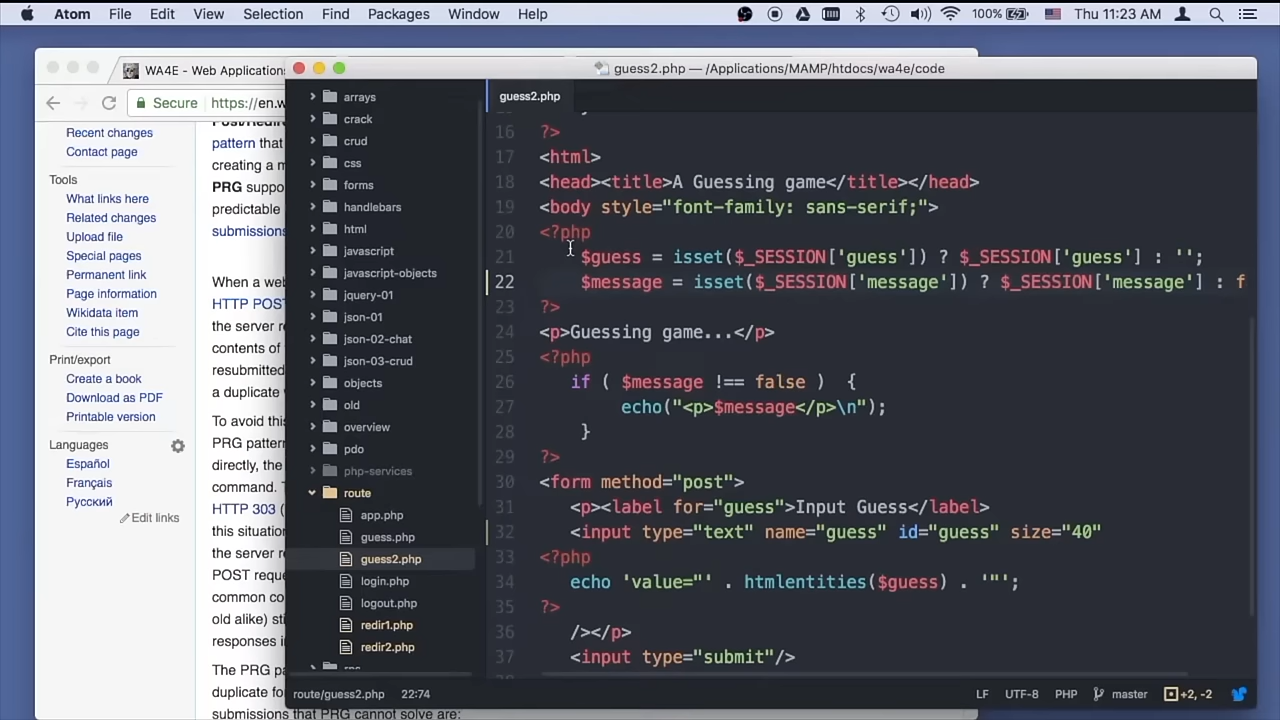 Atom File Edit View Selection Find Packages Window Help 100% Thu 11:23 AM
WA4E - Web Applications
Secure https://en.w
Recent changes
Contact page
Tools
What links here
Related changes
Upload file
Special pages
Permanent link
Page information
Wikidata item
Cite this page
Print/export
Create a book
Download as PDF
Printable version
Languages
Español
Français
Русский
Edit links
pattern that
creating a m
PRG suppo
predictable
submissions
When a web
HTTP POST
the server re
contents of
resubmitted
a duplicate
To avoid this
PRG pattern
directly, the
command. T
HTTP 303 (
this situation
the server re
POST reque
common co
old alike) sti
responses in
The PRG pa
duplicate fo
submissions that PRG cannot solve are:
guess2.php — /Applications/MAMP/htdocs/wa4e/code
arrays
crack
crud
css
forms
handlebars
html
javascript
javascript-objects
jquery-01
json-01
json-02-chat
json-03-crud
objects
old
overview
pdo
php-services
route
app.php
guess.php
guess2.php
login.php
logout.php
redir1.php
redir2.php
guess2.php
16 ?>
17 <html>
18 <head><title>A Guessing game</title></head>
19 <body style="font-family: sans-serif;">
20 <?php
21 $guess = isset($_SESSION['guess']) ? $_SESSION['guess'] : '';
22 $message = isset($_SESSION['message']) ? $_SESSION['message'] : f
23 ?>
24 <p>Guessing game...</p>
25 <?php
26 if ( $message !== false ) {
27 echo("<p>$message</p>\n");
28 }
29 ?>
30 <form method="post">
31 <p><label for="guess">Input Guess</label>
32 <input type="text" name="guess" id="guess" size="40"
33 <?php
34 echo 'value="' . htmlentities($guess) . '"';
35 ?>
36 /></p>
37 <input type="submit"/>
route/guess2.php 22:74 LF UTF-8 PHP master +2, -2